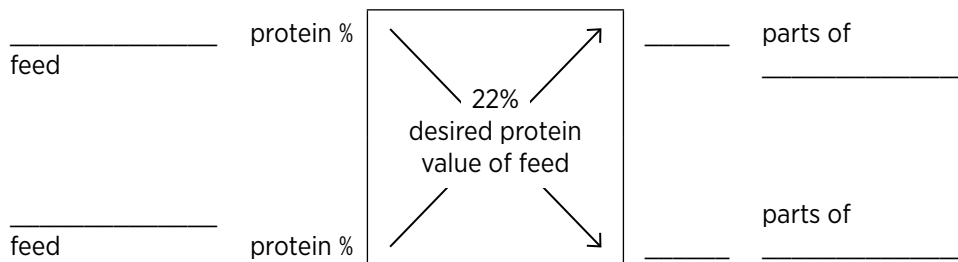 protein % parts of
feed
22%
desired protein
value of feed
parts of
feed protein %